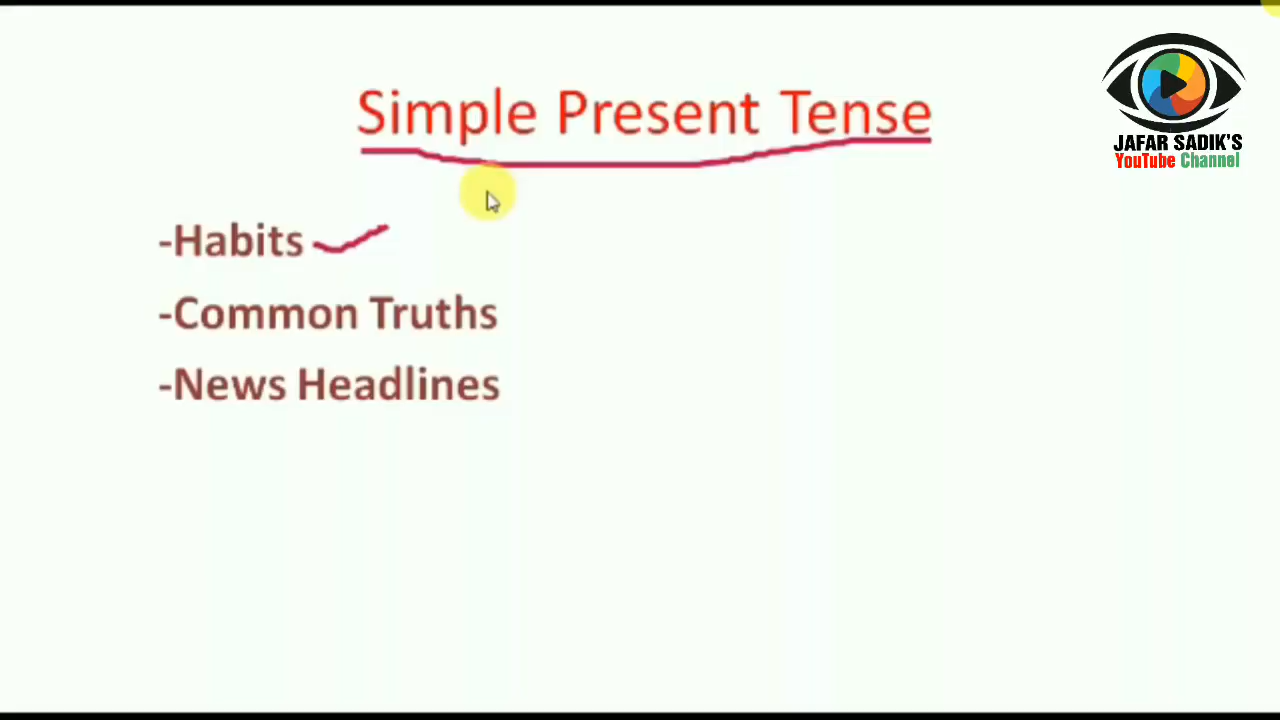 Simple Present Tense
JAFAR SADIK'S
YouTube Channel
-Habits
-Common Truths
-News Headlines